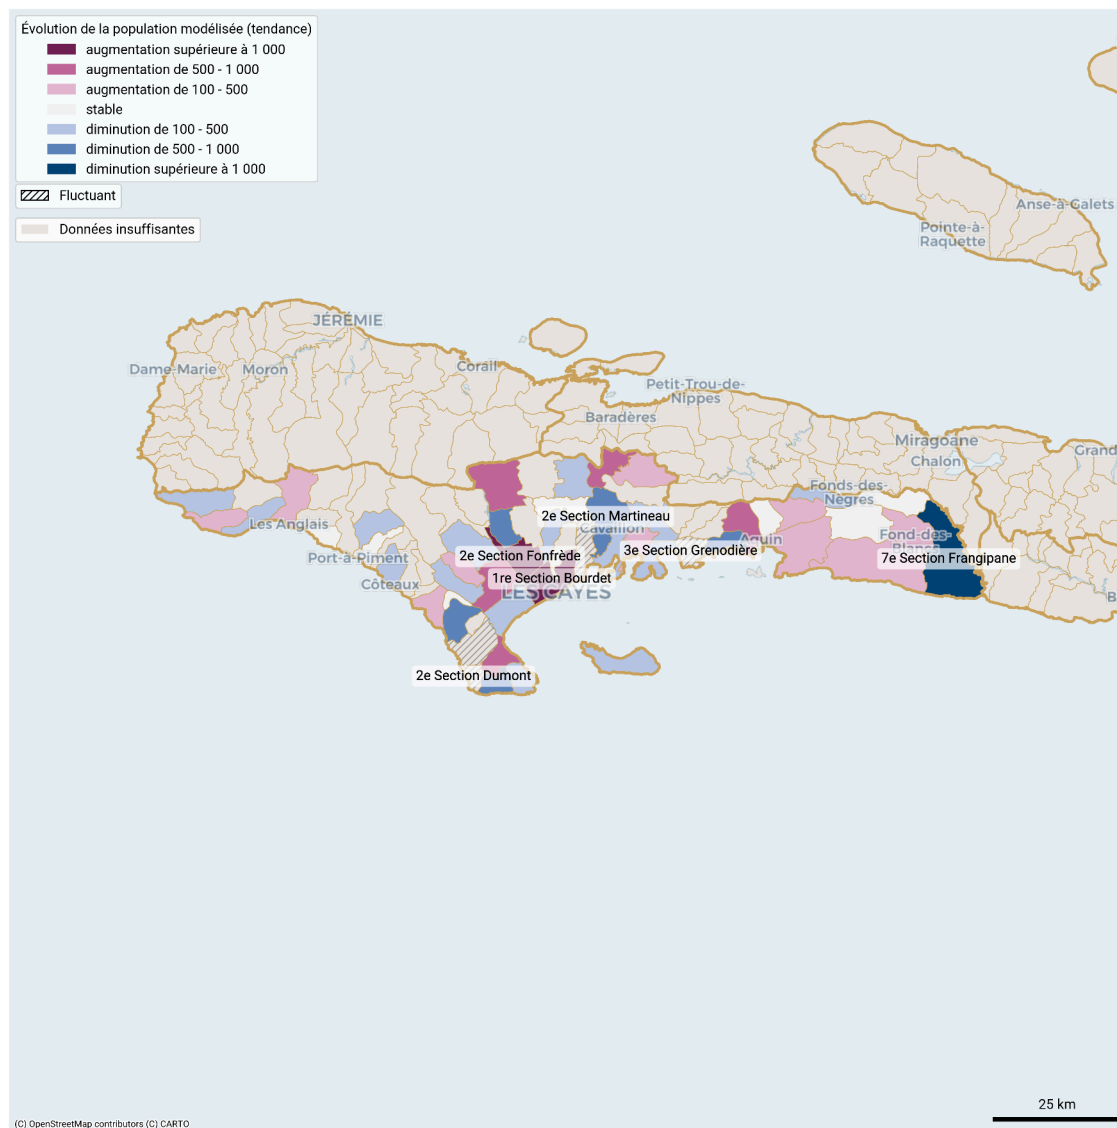 Évolution de la population modélisée (tendance)
augmentation supérieure à 1 000
augmentation de 500 - 1 000
augmentation de 100 - 500
stable
diminution de 100 - 500
diminution de 500 - 1 000
diminution supérieure à 1 000
Fluctuant
Données insuffisantes
Anse-à-Galets
Pointe-à-
Raquette
JÉRÉMIE
Dame-Marie
Moron
Corail
Petit-Trou-de-
Nippes
Baradères
Miragoane
Chalon
Grand
Fonds-des-
Nègres
Les Anglais
2e Section Martineau
Cavaillon
Aquin
Fond-des-
Blancs
2e Section Fonfrède
3e Section Grenodière
7e Section Frangipane
Port-à-Piment
1re Section Bourdet
Côteaux
LES CAYES
B
2e Section Dumont
25 km
(C) OpenStreetMap contributors (C) CARTO